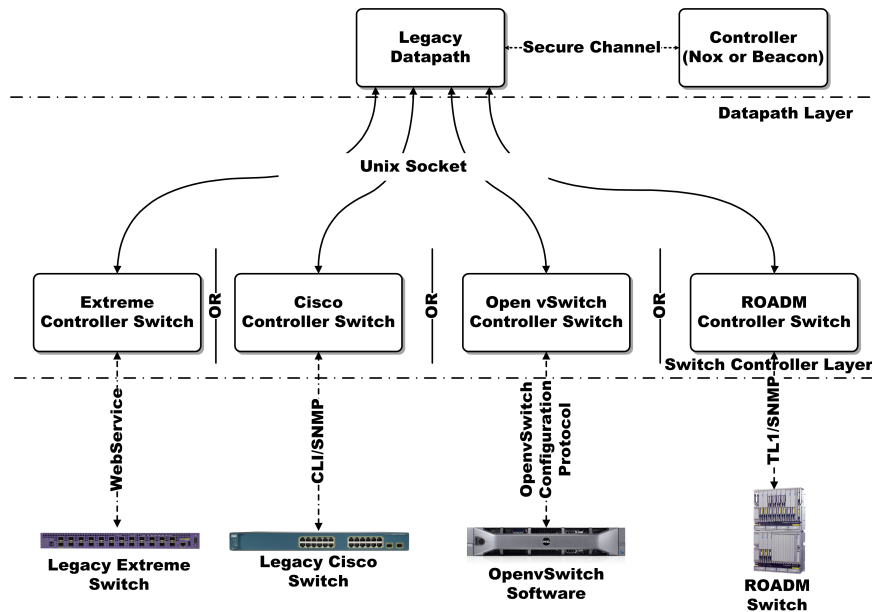 Legacy
Datapath
Secure Channel
Controller
(Nox or Beacon)
Datapath Layer
Unix Socket
Extreme
Controller Switch
OR
Cisco
Controller Switch
OR
Open vSwitch
Controller Switch
OR
ROADM
Controller Switch
Switch Controller Layer
WebService
CLI/SNMP
OpenvSwitch
Configuration
Protocol
TL1/SNMP
Legacy Extreme
Switch
Legacy Cisco
Switch
OpenvSwitch
Software
ROADM
Switch